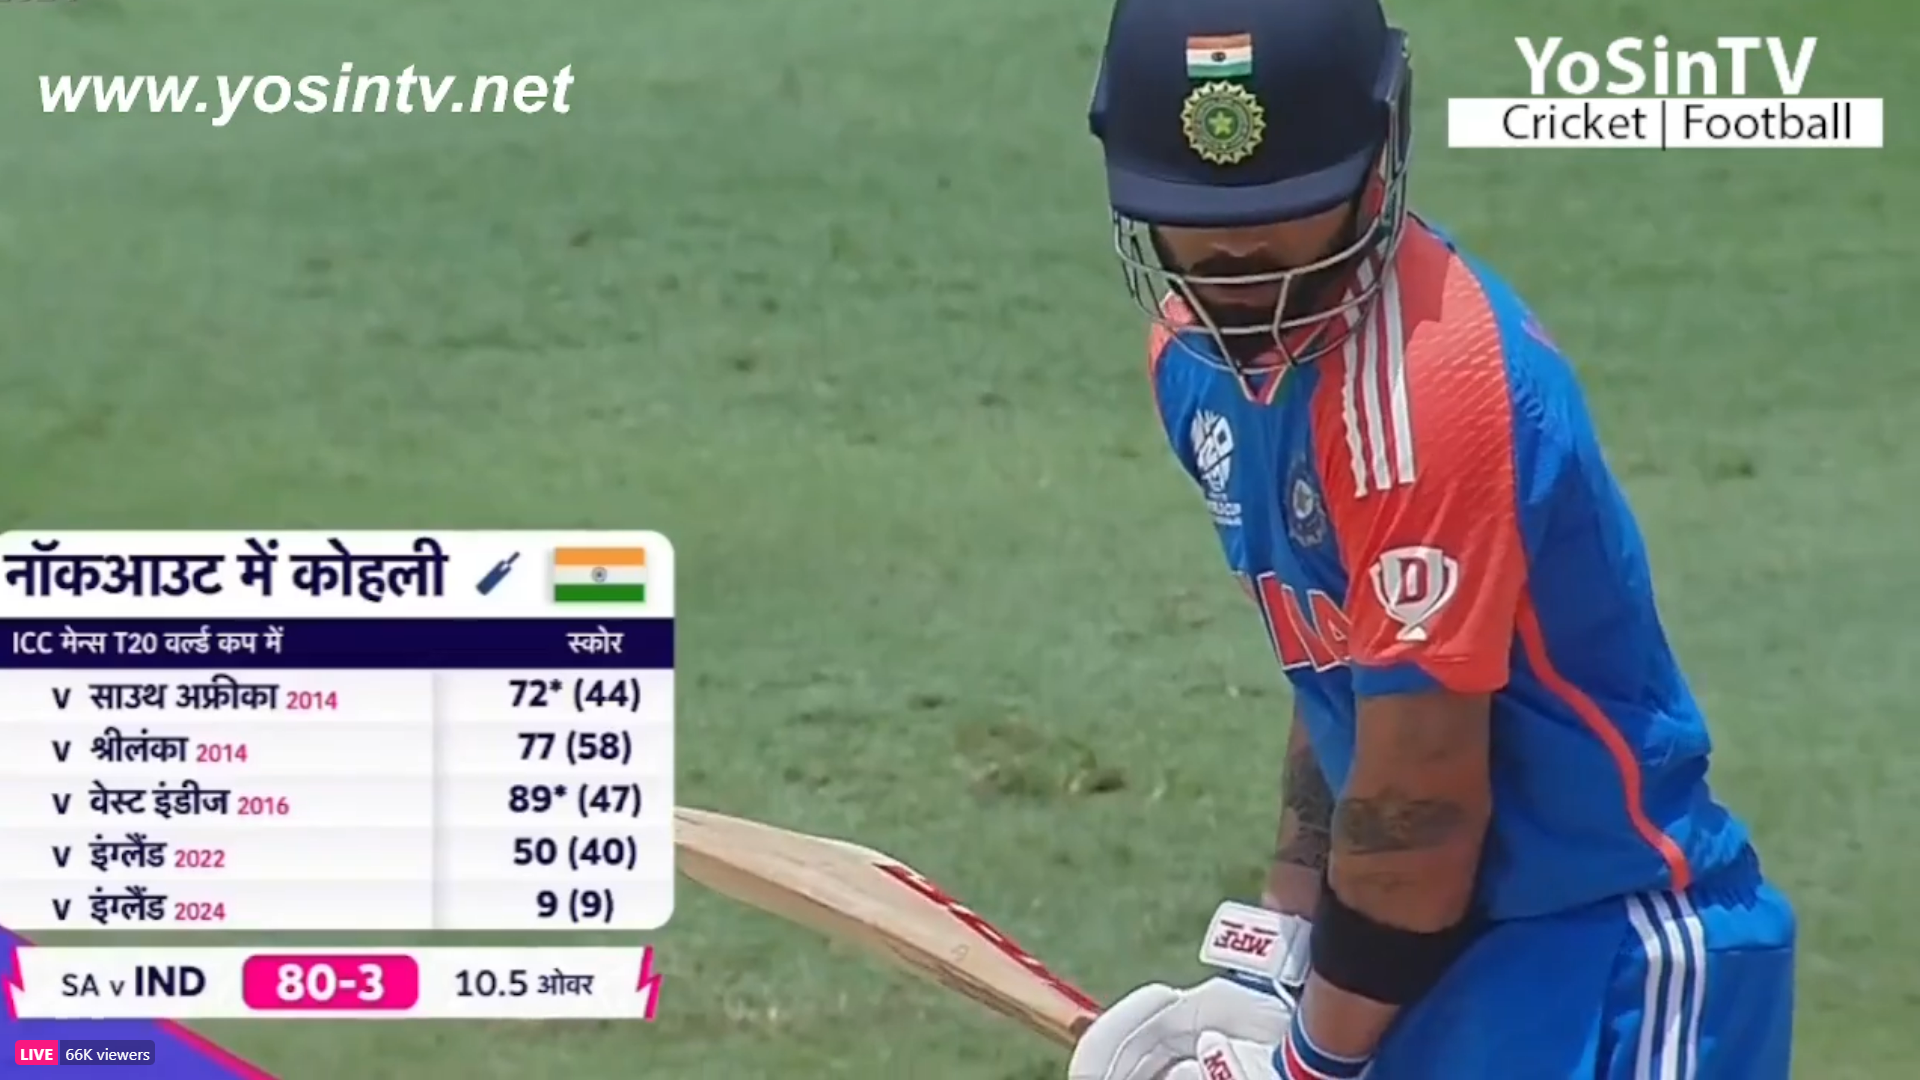 www.yosintv.net
YoSinTV
Cricket | Football
नॉकआउट में कोहली
ICC मेन्स T20 वर्ल्ड कप में स्कोर
v साउथ अफ्रीका 2014 72* (44)
v श्रीलंका 2014 77 (58)
v वेस्ट इंडीज 2016 89* (47)
v इंग्लैंड 2022 50 (40)
v इंग्लैंड 2024 9 (9)
SA v IND 80-3 10.5 ओवर
LIVE 66K viewers
T20
D
MRF